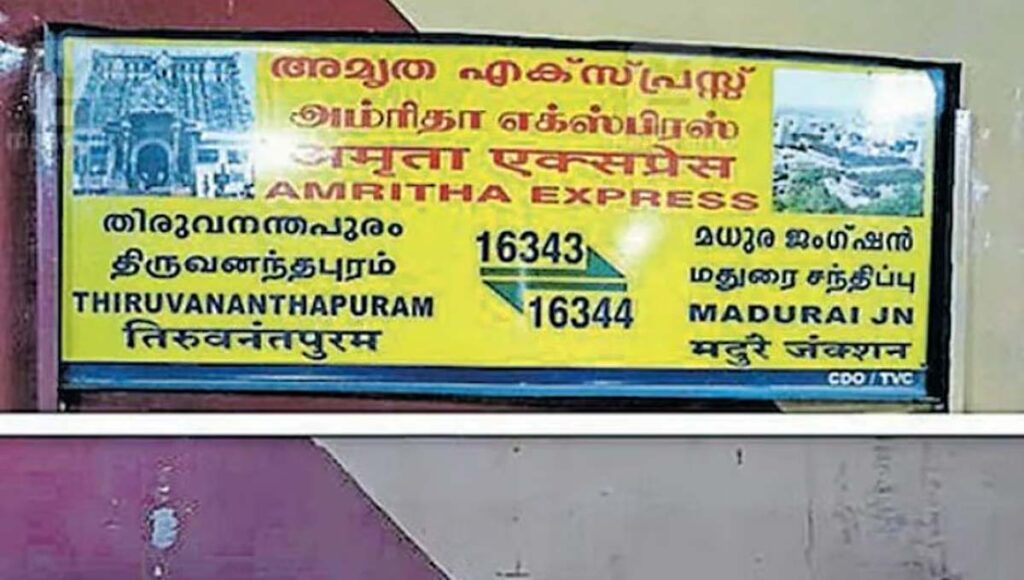 അമൃത എക്സ്പ്രസ്സ്
அம்ரிதா எக்ஸ்பிரஸ்
अमृता एक्सप्रेस
AMRITHA EXPRESS
തിരുവനന്തപുരം
திருவனந்தபுரம்
THIRUVANANTHAPURAM
तिरुवनंतपुरम
16343
16344
മധുര ജംഗ്ഷൻ
மதுரை சந்திப்பு
MADURAI JN
मदुरै जंक्शन
CDO / TVC